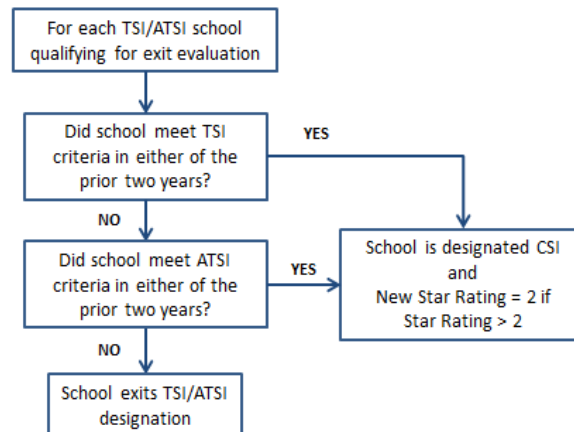 For each TSI/ATSI school
qualifying for exit evaluation
Did school meet TSI
criteria in either of the
prior two years?
YES
NO
Did school meet ATSI
criteria in either of the
prior two years?
YES
School is designated CSI
and
New Star Rating = 2 if
Star Rating > 2
NO
School exits TSI/ATSI
designation